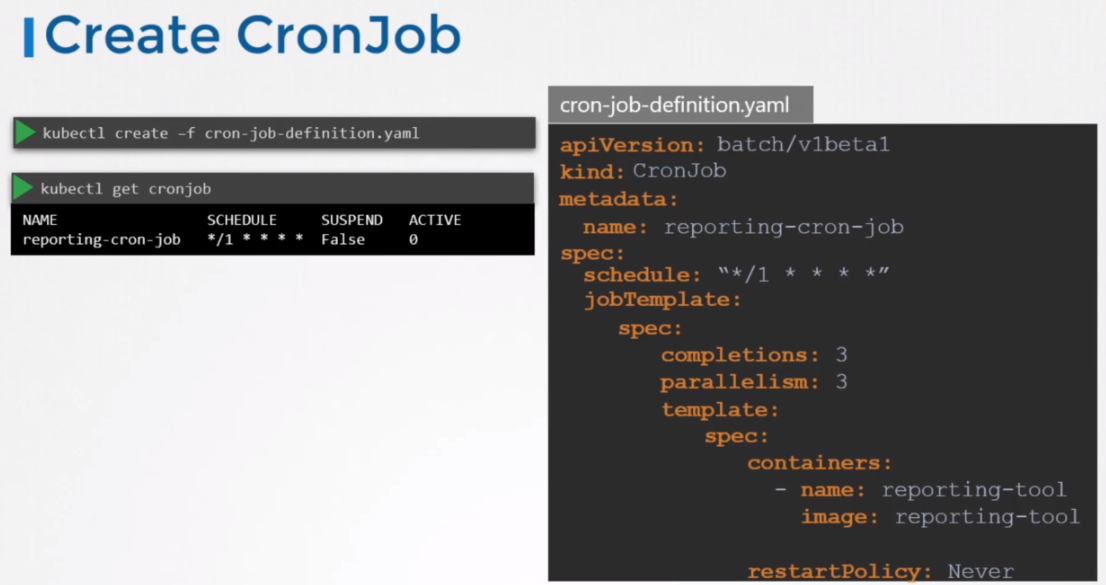 Create CronJob
kubectl create –f cron-job-definition.yaml
kubectl get cronjob
NAME SCHEDULE SUSPEND ACTIVE
reporting-cron-job */1 * * * * False 0
cron-job-definition.yaml
apiVersion: batch/v1beta1
kind: CronJob
metadata:
name: reporting-cron-job
spec:
schedule: “*/1 * * * *”
jobTemplate:
spec:
completions: 3
parallelism: 3
template:
spec:
containers:
- name: reporting-tool
image: reporting-tool
restartPolicy: Never